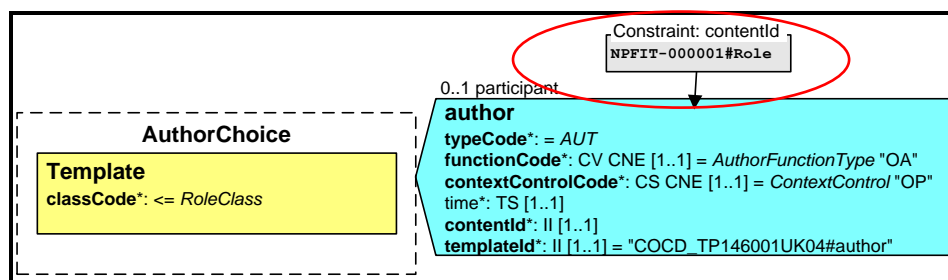 Constraint: contentId
NPFIT-000001#Role
0..1 participant
author
typeCode*: = AUT
functionCode*: CV CNE [1..1] = AuthorFunctionType "OA"
contextControlCode*: CS CNE [1..1] = ContextControl "OP"
time*: TS [1..1]
contentId*: II [1..1]
templateId*: II [1..1] = "COCD_TP146001UK04#author"
AuthorChoice
Template
classCode*: <= RoleClass